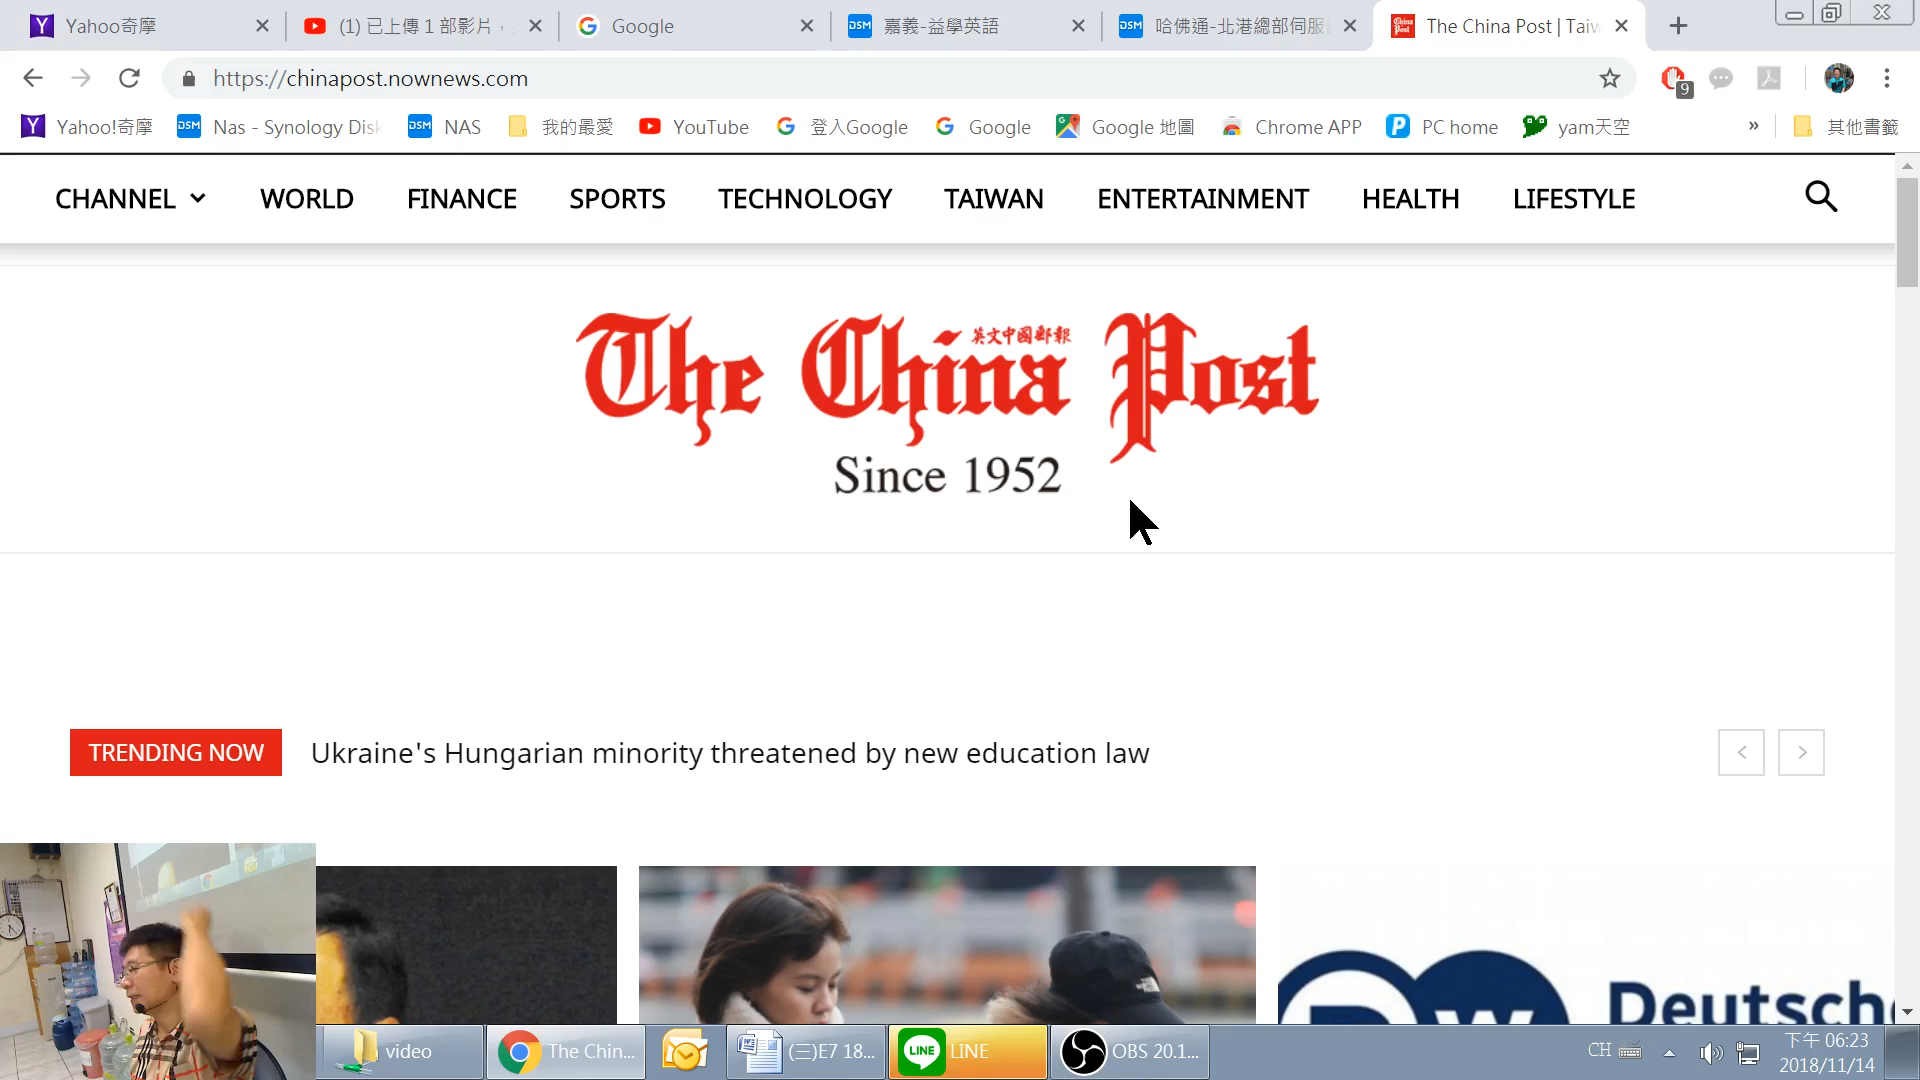 Yahoo奇摩
(1) 已上傳 1 部影片，
Google
嘉義-益學英語
哈佛通-北港總部伺服
The China Post | Taiw
https://chinapost.nownews.com
9
Yahoo!奇摩
Nas - Synology Disk
NAS
我的最愛
YouTube
登入Google
Google
Google 地圖
Chrome APP
PC home
yam天空
»
其他書籤
CHANNEL
WORLD
FINANCE
SPORTS
TECHNOLOGY
TAIWAN
ENTERTAINMENT
HEALTH
LIFESTYLE
英文中國郵報
The China Post
Since 1952
TRENDING NOW
Ukraine's Hungarian minority threatened by new education law
DW
Deutsche
video
The Chin...
(三)E7 18...
LINE
LINE
OBS 20.1...
CH
下午 06:23
2018/11/14